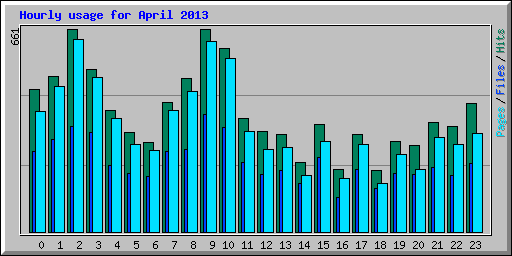 Hourly usage for April 2013
661
Pages / Files / Hits
0 1 2 3 4 5 6 7 8 9 10 11 12 13 14 15 16 17 18 19 20 21 22 23